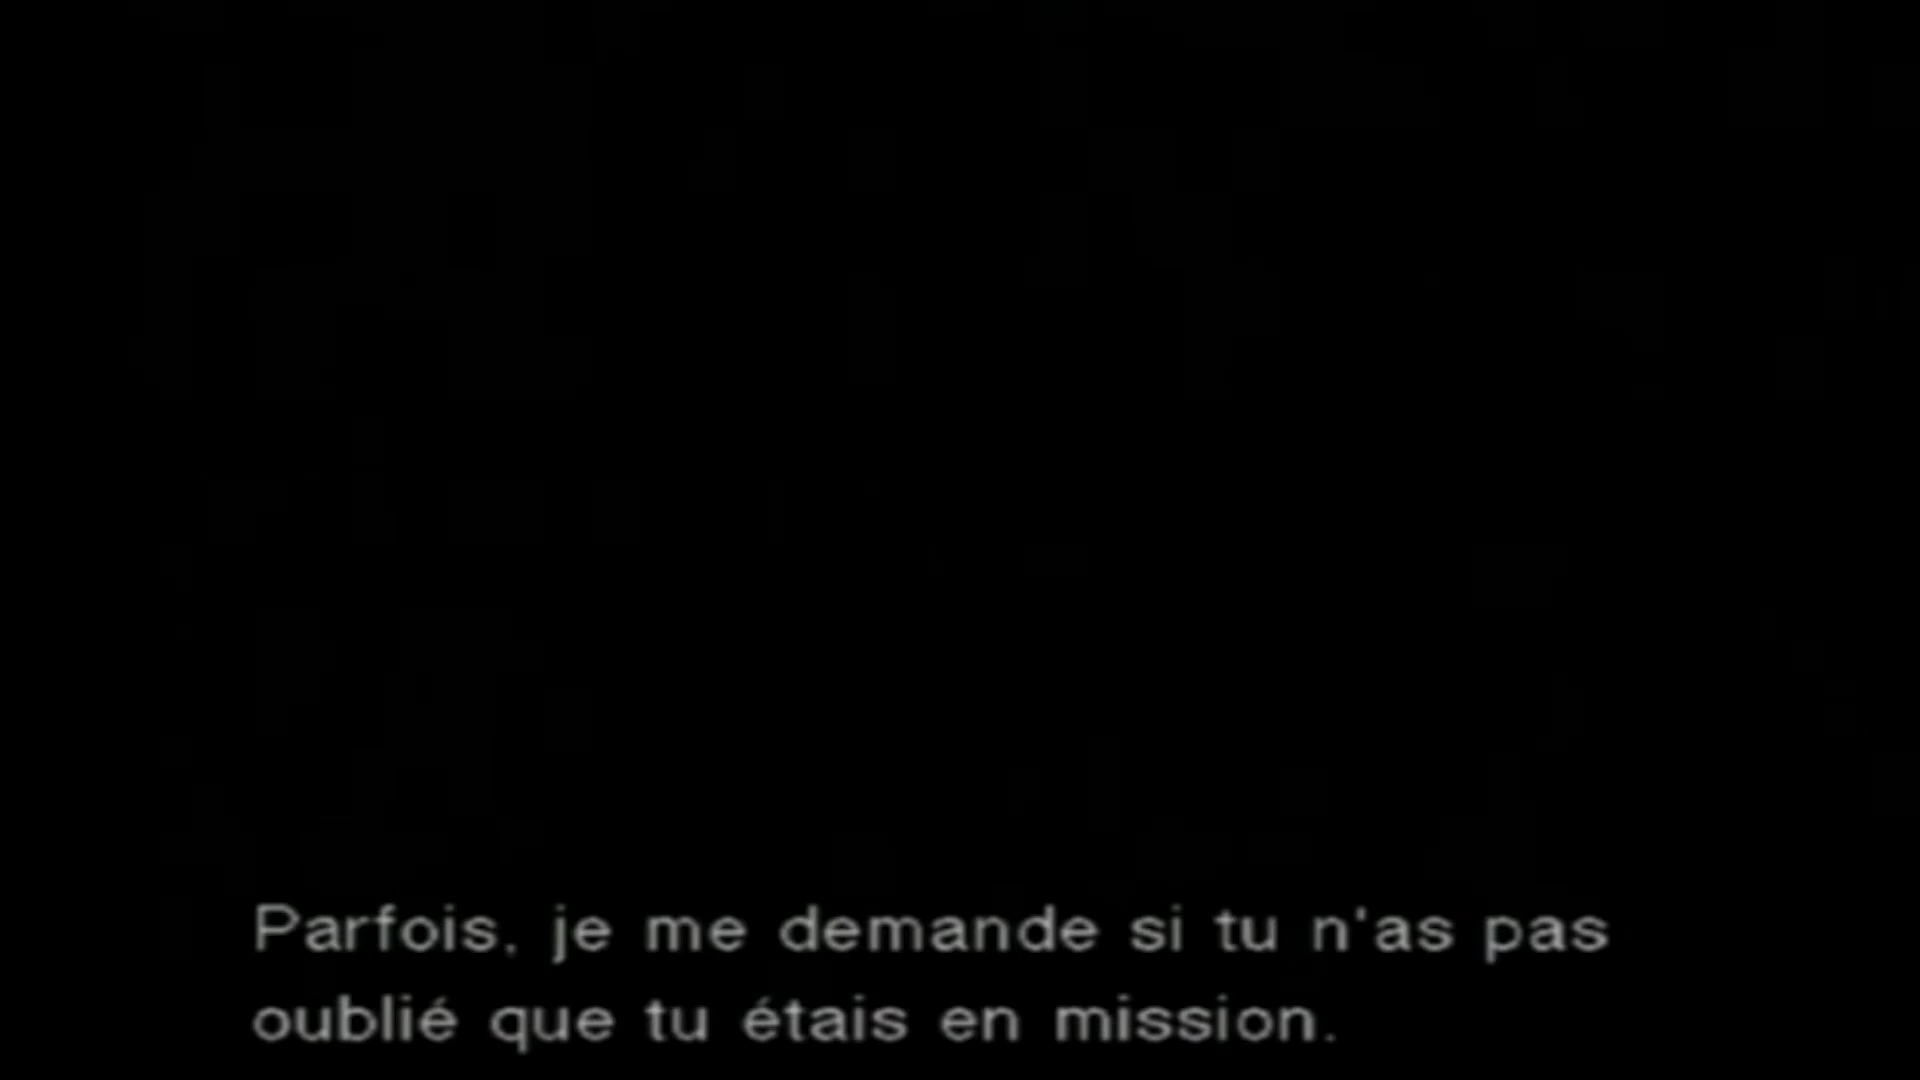 Parfois, je me demande si tu n'as pas
oublié que tu étais en mission.